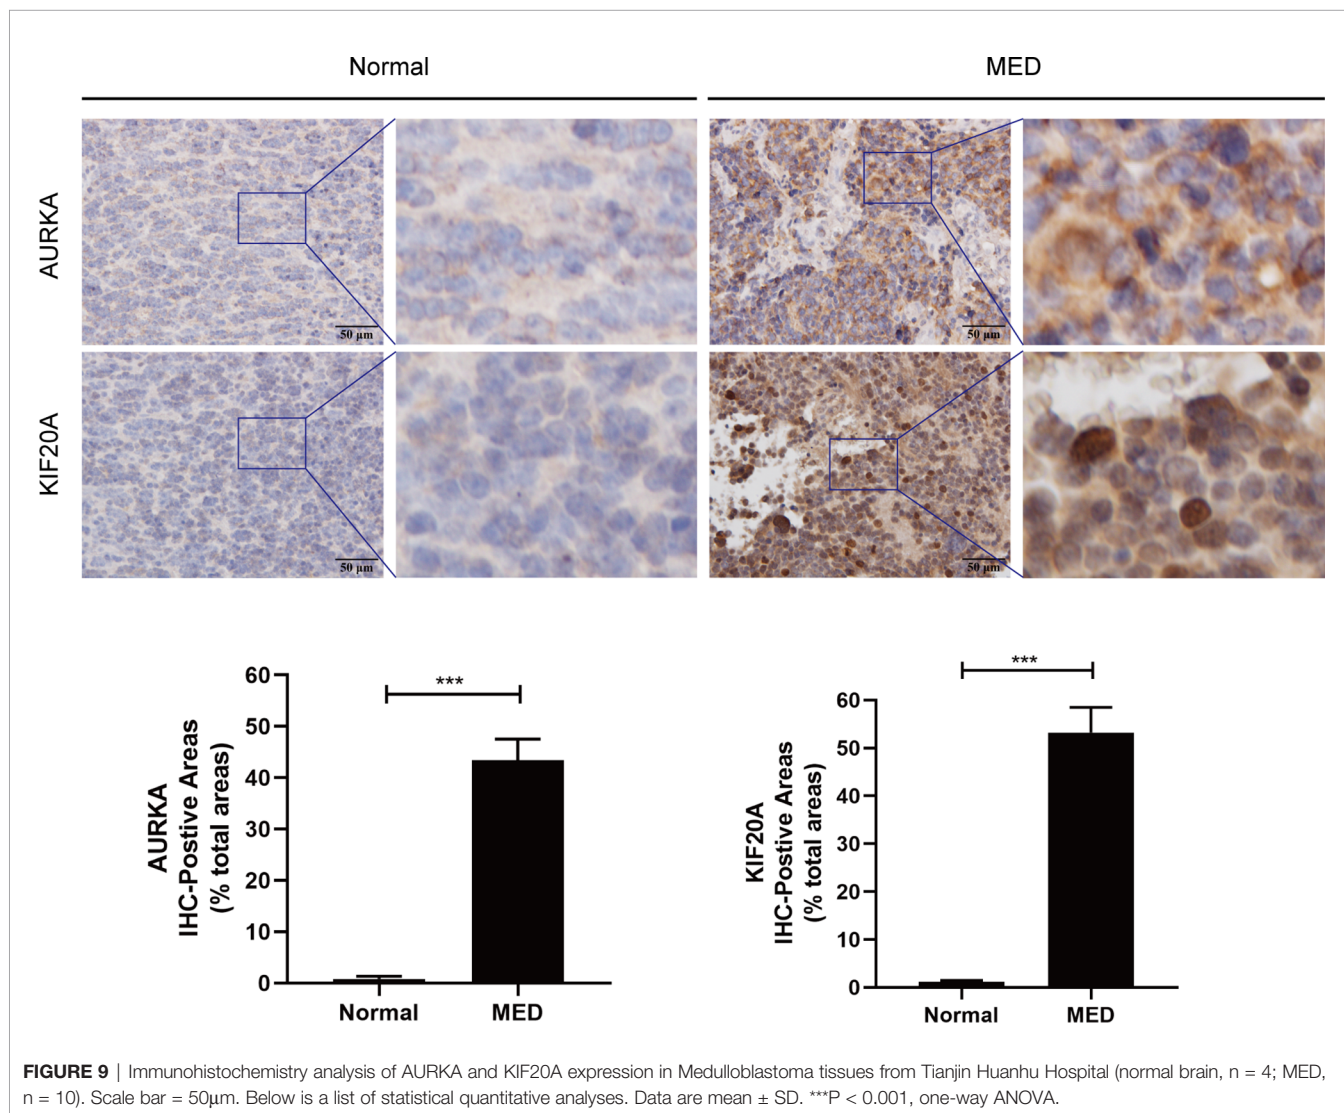 Normal
MED
AURKA
50 μm
50 μm
KIF20A
50 μm
50 μm
AURKA
IHC-Postive Areas
(% total areas)
60
50
40
30
20
10
0
***
Normal
MED
KIF20A
IHC-Postive Areas
(% total areas)
60
50
40
30
20
10
0
***
Normal
MED
FIGURE 9 | Immunohistochemistry analysis of AURKA and KIF20A expression in Medulloblastoma tissues from Tianjin Huanhu Hospital (normal brain, n = 4; MED,
n = 10). Scale bar = 50μm. Below is a list of statistical quantitative analyses. Data are mean ± SD. ***P < 0.001, one-way ANOVA.